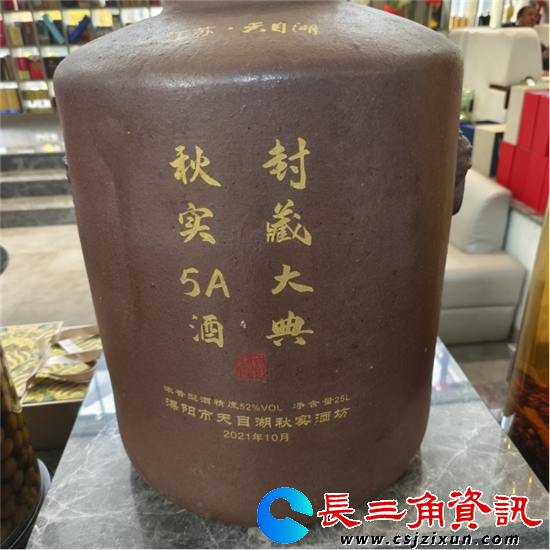 江苏·天目湖
封藏大典
秋实5A酒
浓香型酒精度52%VOL 净含量25L
溧阳市天目湖秋实酒坊
2021年10月
長三角資訊
www.csjzixun.com